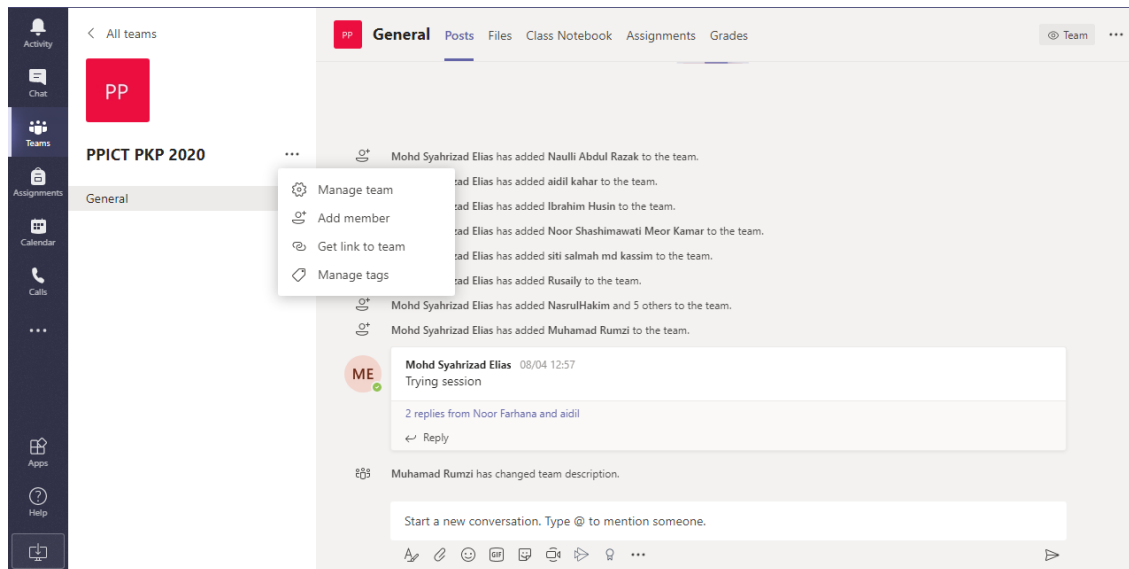 Activity
Chat
Teams
Assignments
Calendar
Calls
Apps
Help
All teams
PP
PPICT PKP 2020
General
Manage team
Add member
Get link to team
Manage tags
PP General Posts Files Class Notebook Assignments Grades
Team
Mohd Syahrizad Elias has added Naulli Abdul Razak to the team.
zad Elias has added aidil kahar to the team.
zad Elias has added Ibrahim Husin to the team.
zad Elias has added Noor Shashimawati Meor Kamar to the team.
zad Elias has added siti salmah md kassim to the team.
zad Elias has added Rusaily to the team.
Mohd Syahrizad Elias has added NasrulHakim and 5 others to the team.
Mohd Syahrizad Elias has added Muhamad Rumzi to the team.
ME
Mohd Syahrizad Elias 08/04 12:57
Trying session
2 replies from Noor Farhana and aidil
Reply
Muhamad Rumzi has changed team description.
Start a new conversation. Type @ to mention someone.
GIF